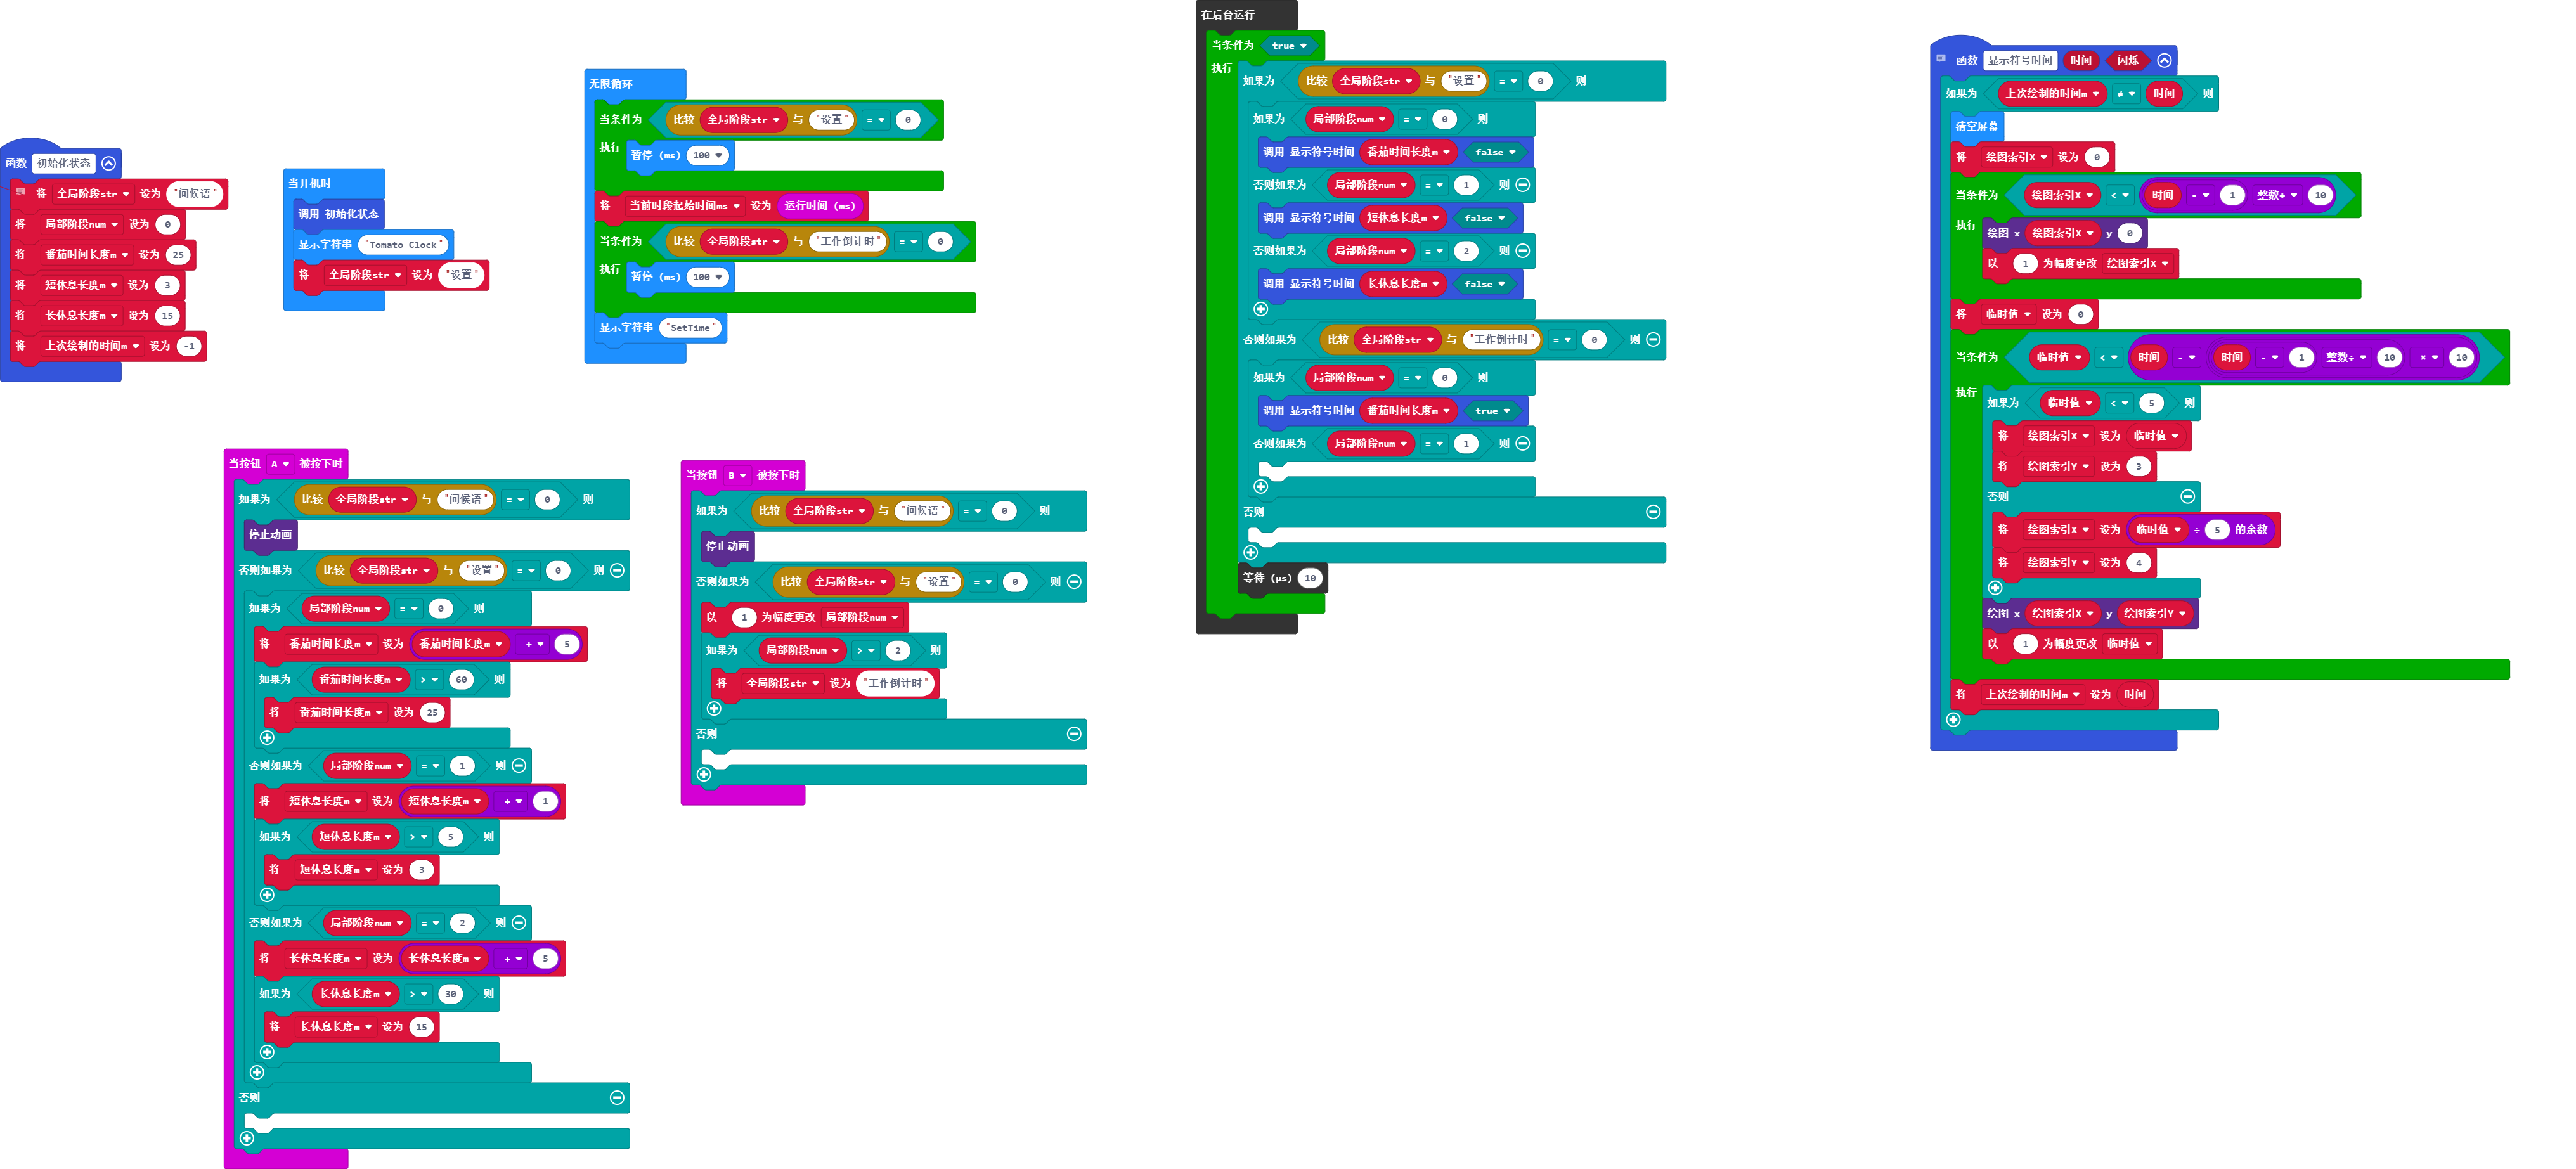 函数 初始化状态
将 全局阶段str 设为 "问候语"
将 局部阶段num 设为 0
将 番茄时间长度m 设为 25
将 短休息长度m 设为 3
将 长休息长度m 设为 15
将 上次绘制的时间m 设为 -1
当开机时
调用 初始化状态
显示字符串 "Tomato Clock"
将 全局阶段str 设为 "设置"
无限循环
当条件为 比较 全局阶段str 与 "设置" = 0
执行 暂停 (ms) 100
将 当前时段起始时间ms 设为 运行时间 (ms)
当条件为 比较 全局阶段str 与 "工作倒计时" = 0
执行 暂停 (ms) 100
显示字符串 "SetTime"
当按钮 A 被按下时
如果为 比较 全局阶段str 与 "问候语" = 0 则
停止动画
否则如果为 比较 全局阶段str 与 "设置" = 0 则
如果为 局部阶段num = 0 则
将 番茄时间长度m 设为 番茄时间长度m + 5
如果为 番茄时间长度m > 60 则
将 番茄时间长度m 设为 25
否则如果为 局部阶段num = 1 则
将 短休息长度m 设为 短休息长度m + 1
如果为 短休息长度m > 5 则
将 短休息长度m 设为 3
否则如果为 局部阶段num = 2 则
将 长休息长度m 设为 长休息长度m + 5
如果为 长休息长度m > 30 则
将 长休息长度m 设为 15
否则
当按钮 B 被按下时
如果为 比较 全局阶段str 与 "问候语" = 0 则
停止动画
否则如果为 比较 全局阶段str 与 "设置" = 0 则
以 1 为幅度更改 局部阶段num
如果为 局部阶段num > 2 则
将 全局阶段str 设为 "工作倒计时"
否则
在后台运行
当条件为 true
执行 如果为 比较 全局阶段str 与 "设置" = 0 则
如果为 局部阶段num = 0 则
调用 显示符号时间 番茄时间长度m false
否则如果为 局部阶段num = 1 则
调用 显示符号时间 短休息长度m false
否则如果为 局部阶段num = 2 则
调用 显示符号时间 长休息长度m false
否则如果为 比较 全局阶段str 与 "工作倒计时" = 0 则
如果为 局部阶段num = 0 则
调用 显示符号时间 番茄时间长度m true
否则如果为 局部阶段num = 1 则
否则
等待 (µs) 10
函数 显示符号时间 时间 闪烁
如果为 上次绘制的时间m ≠ 时间 则
清空屏幕
将 绘图索引X 设为 0
当条件为 绘图索引X < 时间 - 1 整数÷ 10
执行 绘图 x 绘图索引X y 0
以 1 为幅度更改 绘图索引X
将 临时值 设为 0
当条件为 临时值 < 时间 - 时间 - 1 整数÷ 10 × 10
执行 如果为 临时值 < 5 则
将 绘图索引X 设为 临时值
将 绘图索引Y 设为 3
否则
将 绘图索引X 设为 临时值 ÷ 5 的余数
将 绘图索引Y 设为 4
绘图 x 绘图索引X y 绘图索引Y
以 1 为幅度更改 临时值
将 上次绘制的时间m 设为 时间